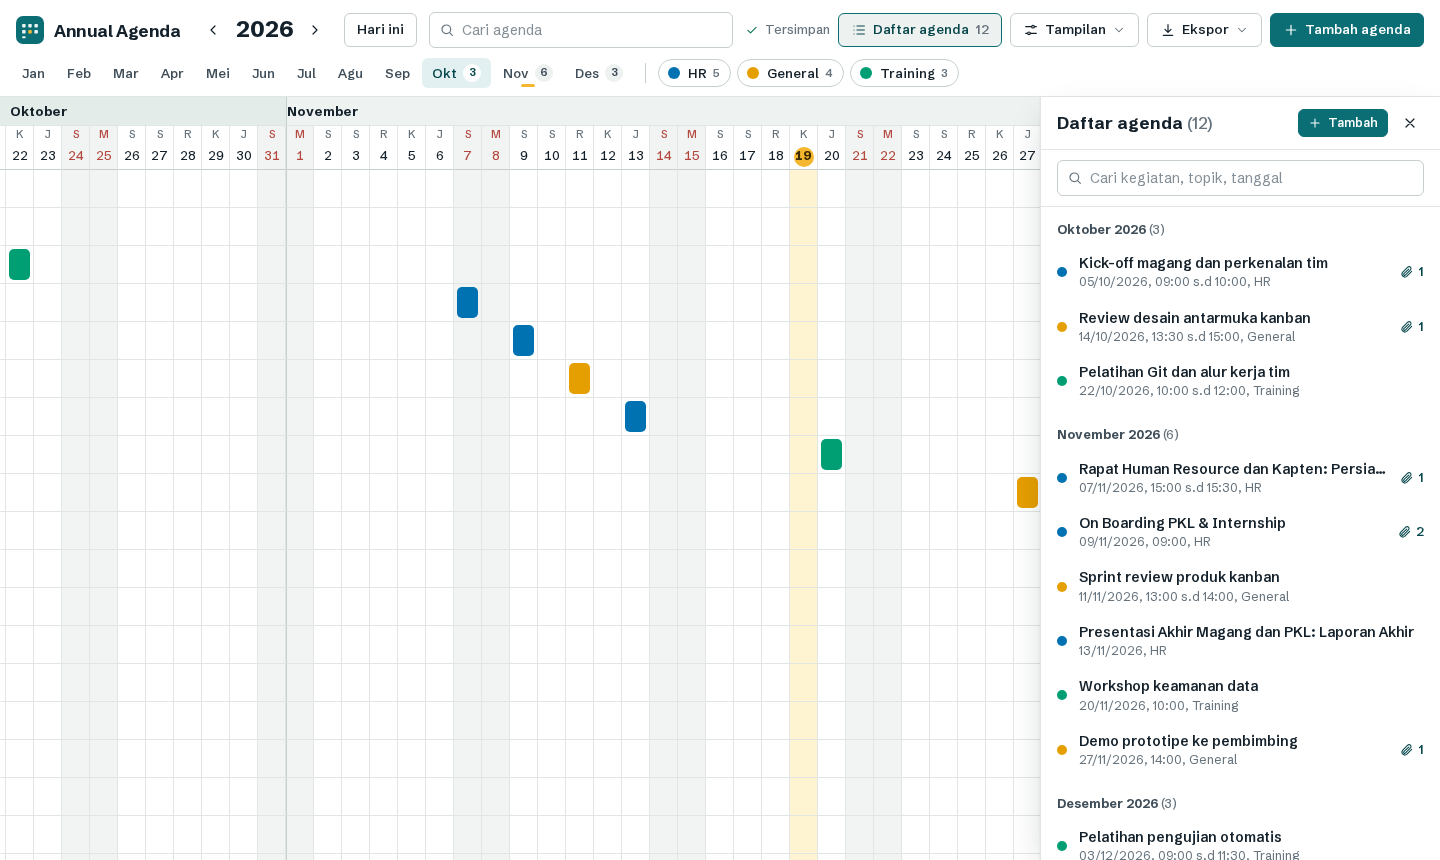 Annual Agenda
2026
Hari ini
Cari agenda
Tersimpan
Daftar agenda 12
Tampilan
Ekspor
Tambah agenda
Jan Feb Mar Apr Mei Jun Jul Agu Sep Okt 3 Nov 6 Des 3
HR 5
General 4
Training 3
Oktober
November
K J S M S S R K J S M S S R K J S M S S R K J S M S S R K J S M S S R K J
22 23 24 25 26 27 28 29 30 31 1 2 3 4 5 6 7 8 9 10 11 12 13 14 15 16 17 18 19 20 21 22 23 24 25 26 27
Daftar agenda (12)
Tambah
Cari kegiatan, topik, tanggal
Oktober 2026 (3)
Kick-off magang dan perkenalan tim
05/10/2026, 09:00 s.d 10:00, HR
1
Review desain antarmuka kanban
14/10/2026, 13:30 s.d 15:00, General
1
Pelatihan Git dan alur kerja tim
22/10/2026, 10:00 s.d 12:00, Training
November 2026 (6)
Rapat Human Resource dan Kapten: Persia...
07/11/2026, 15:00 s.d 15:30, HR
1
On Boarding PKL & Internship
09/11/2026, 09:00, HR
2
Sprint review produk kanban
11/11/2026, 13:00 s.d 14:00, General
Presentasi Akhir Magang dan PKL: Laporan Akhir
13/11/2026, HR
Workshop keamanan data
20/11/2026, 10:00, Training
Demo prototipe ke pembimbing
27/11/2026, 14:00, General
1
Desember 2026 (3)
Pelatihan pengujian otomatis
03/12/2026, 09:00 s.d 11:30, Training